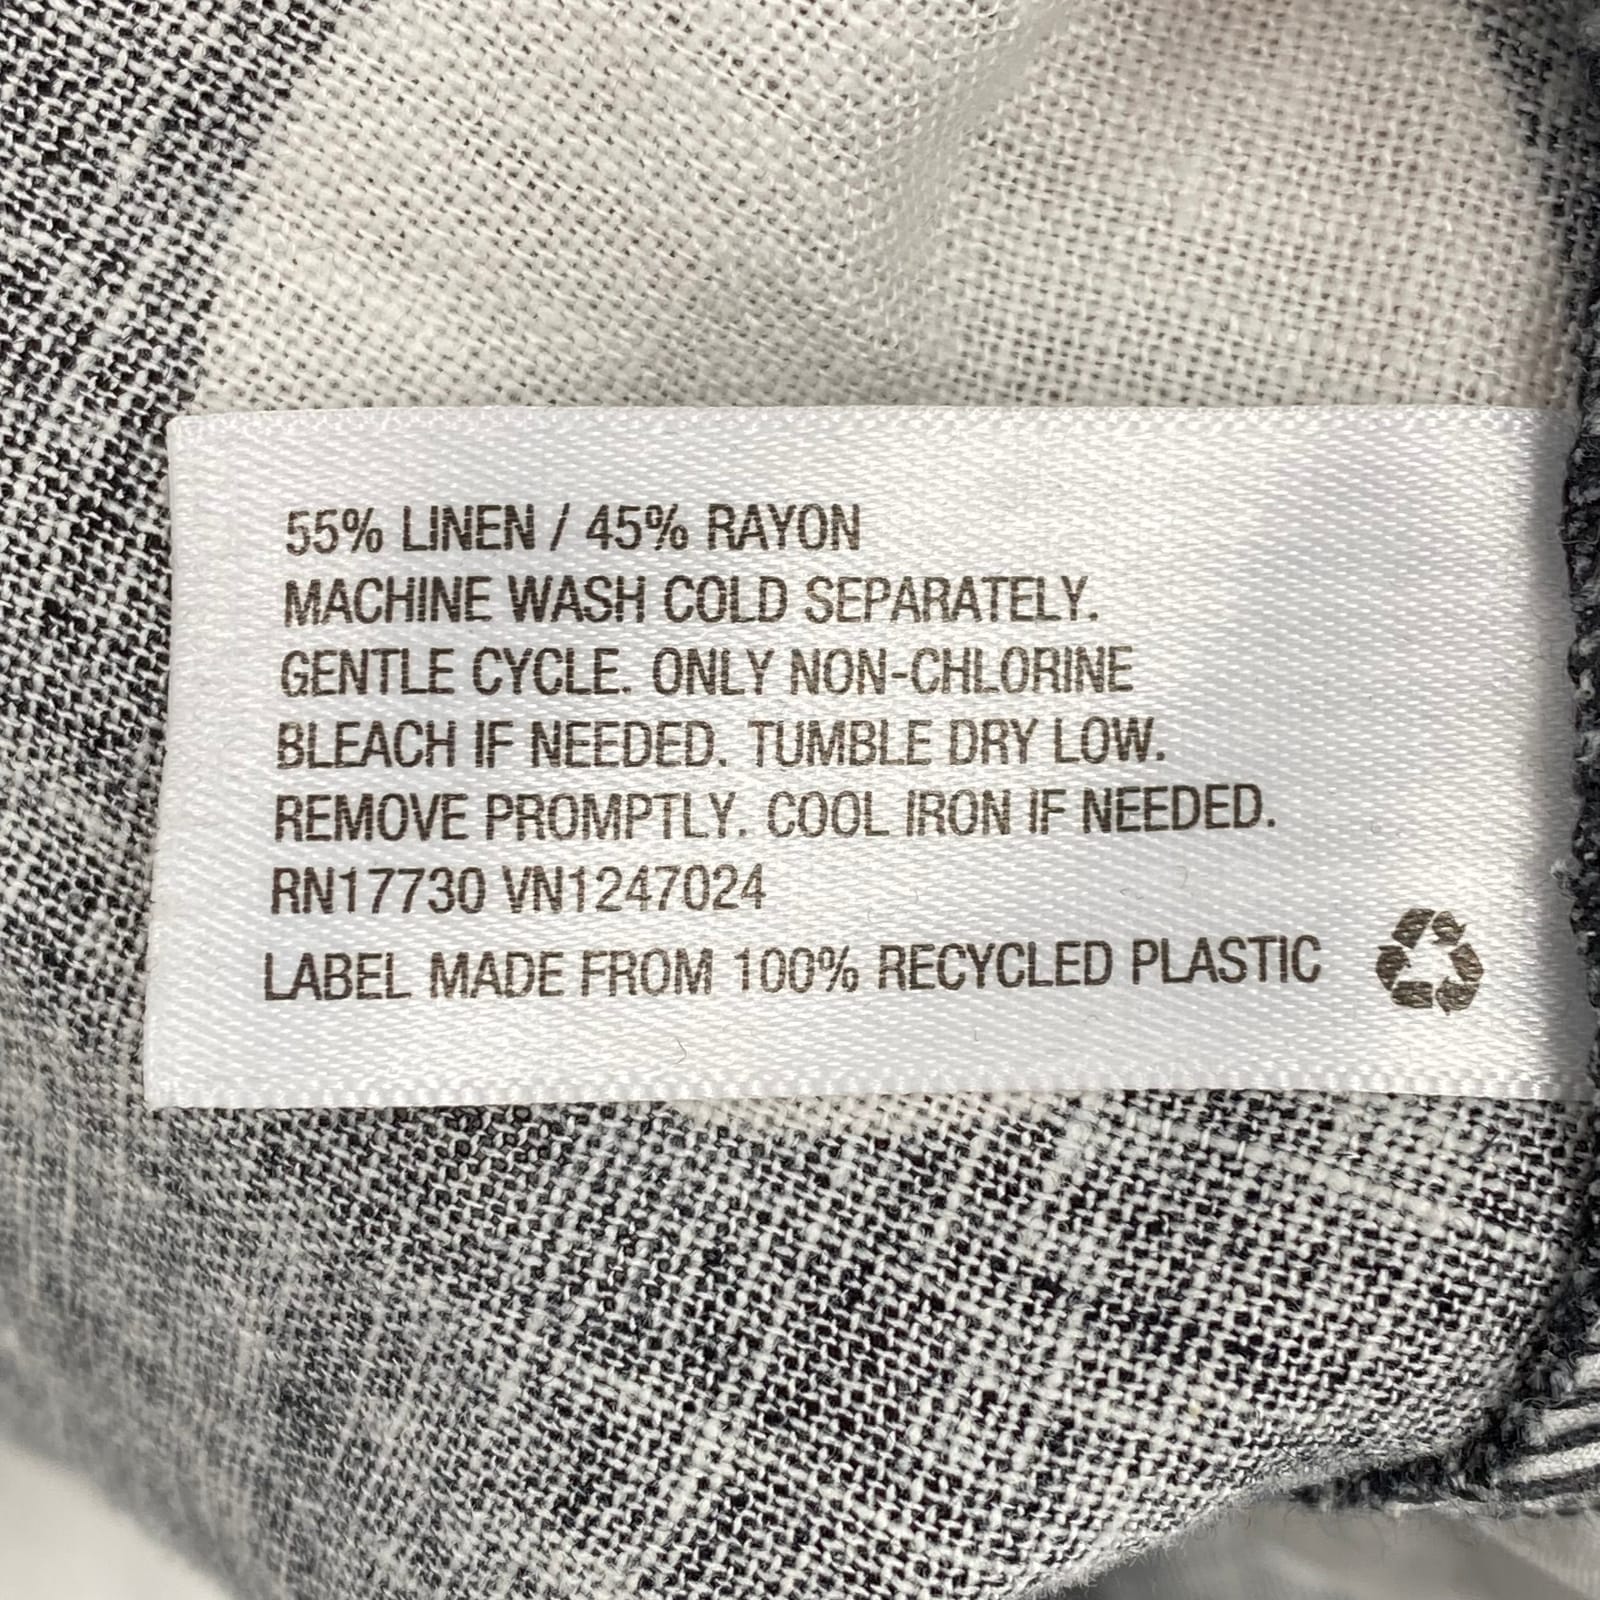 55% LINEN / 45% RAYON
MACHINE WASH COLD SEPARATELY.
GENTLE CYCLE. ONLY NON-CHLORINE
BLEACH IF NEEDED. TUMBLE DRY LOW.
REMOVE PROMPTLY. COOL IRON IF NEEDED.
RN17730 VN1247024
LABEL MADE FROM 100% RECYCLED PLASTIC